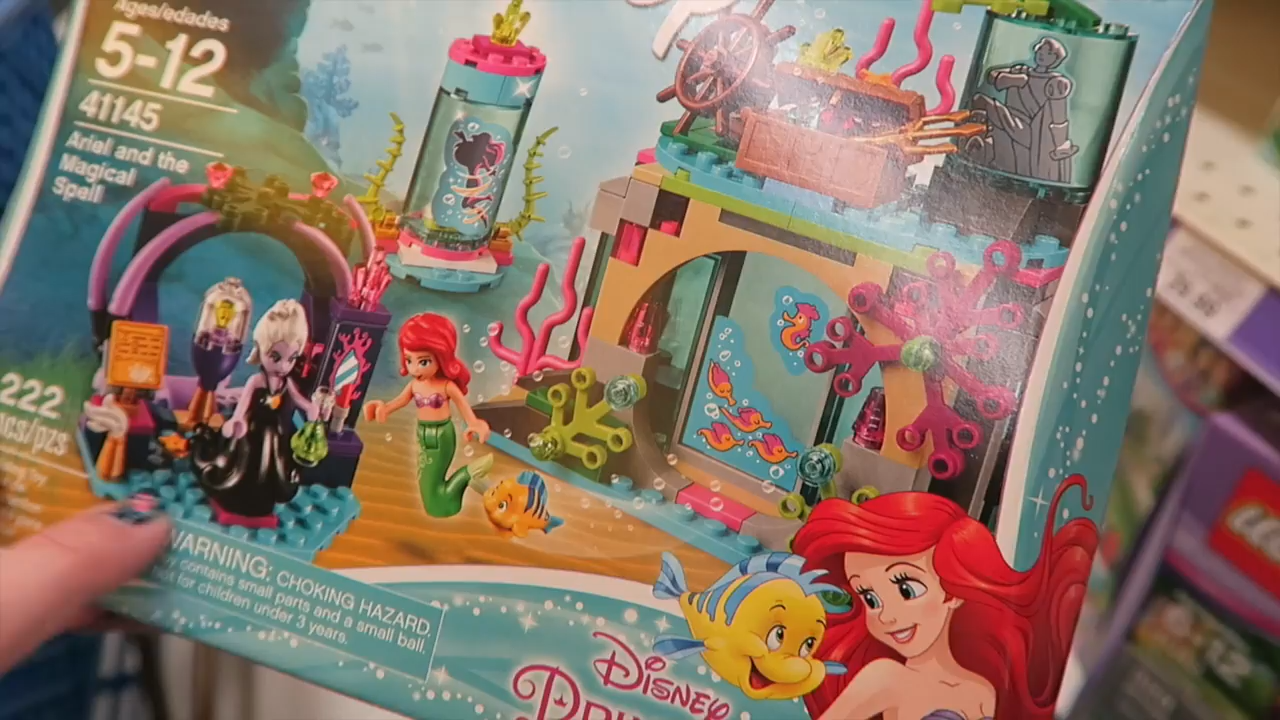 Ages/edades
5-12
41145
Ariel and the
Magical
Spell
222
pcs/pzs
WARNING: CHOKING HAZARD.
contains small parts and a small ball.
Not for children under 3 years.
Disney